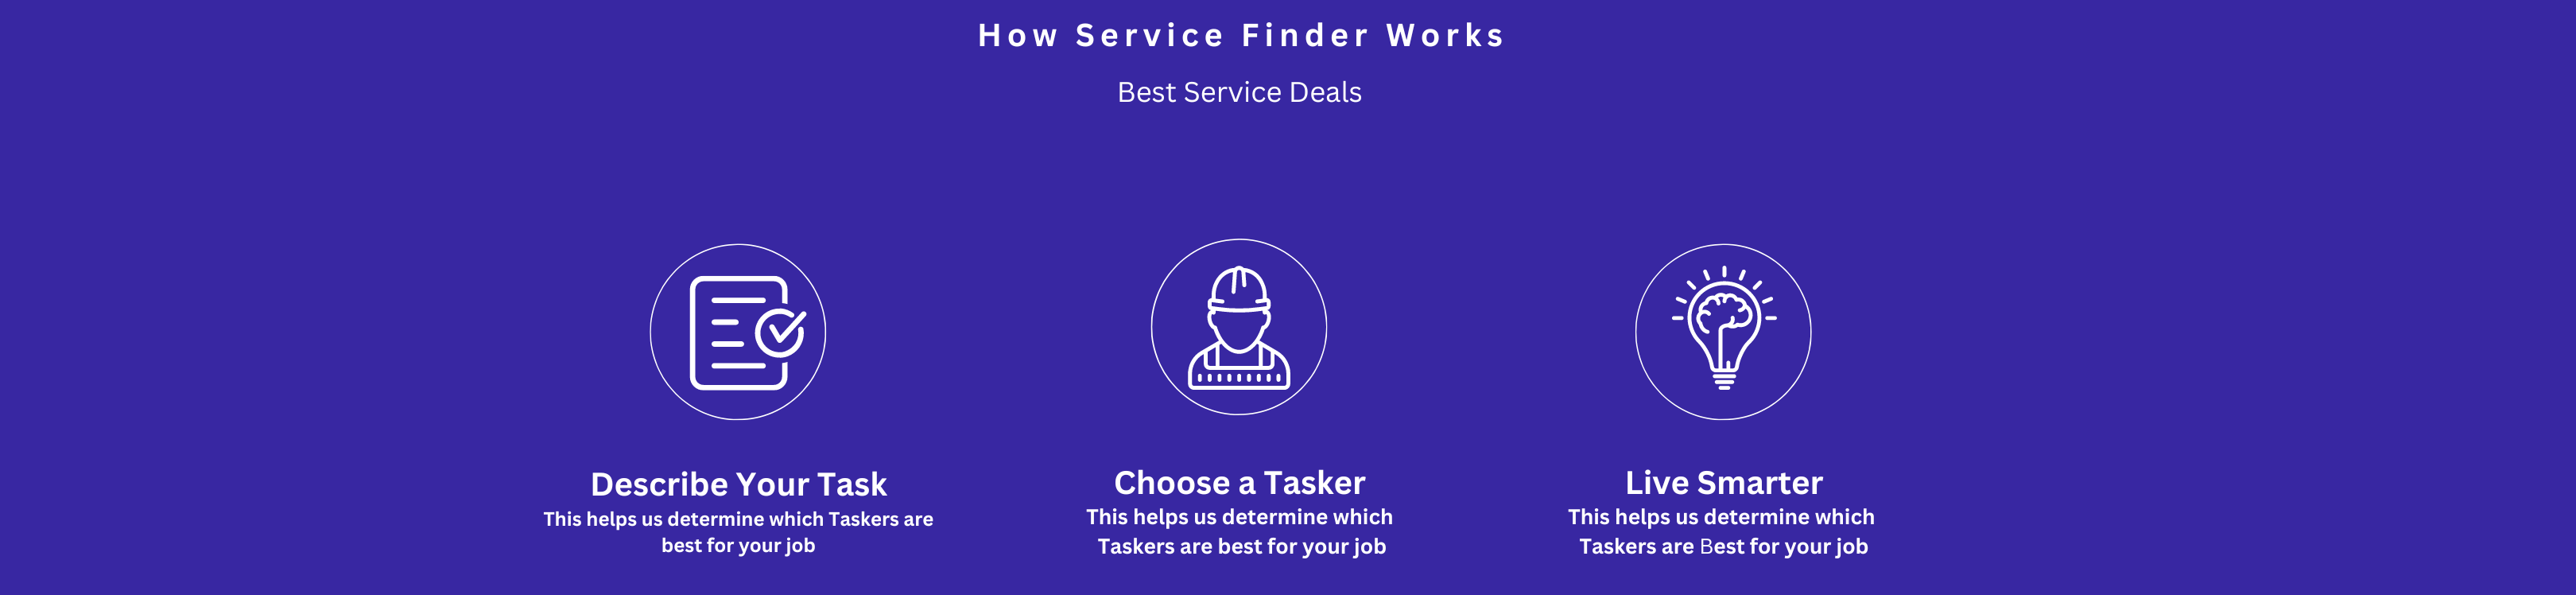 How Service Finder Works
Best Service Deals
Describe Your Task
This helps us determine which Taskers are
best for your job
Choose a Tasker
This helps us determine which
Taskers are best for your job
Live Smarter
This helps us determine which
Taskers are Best for your job